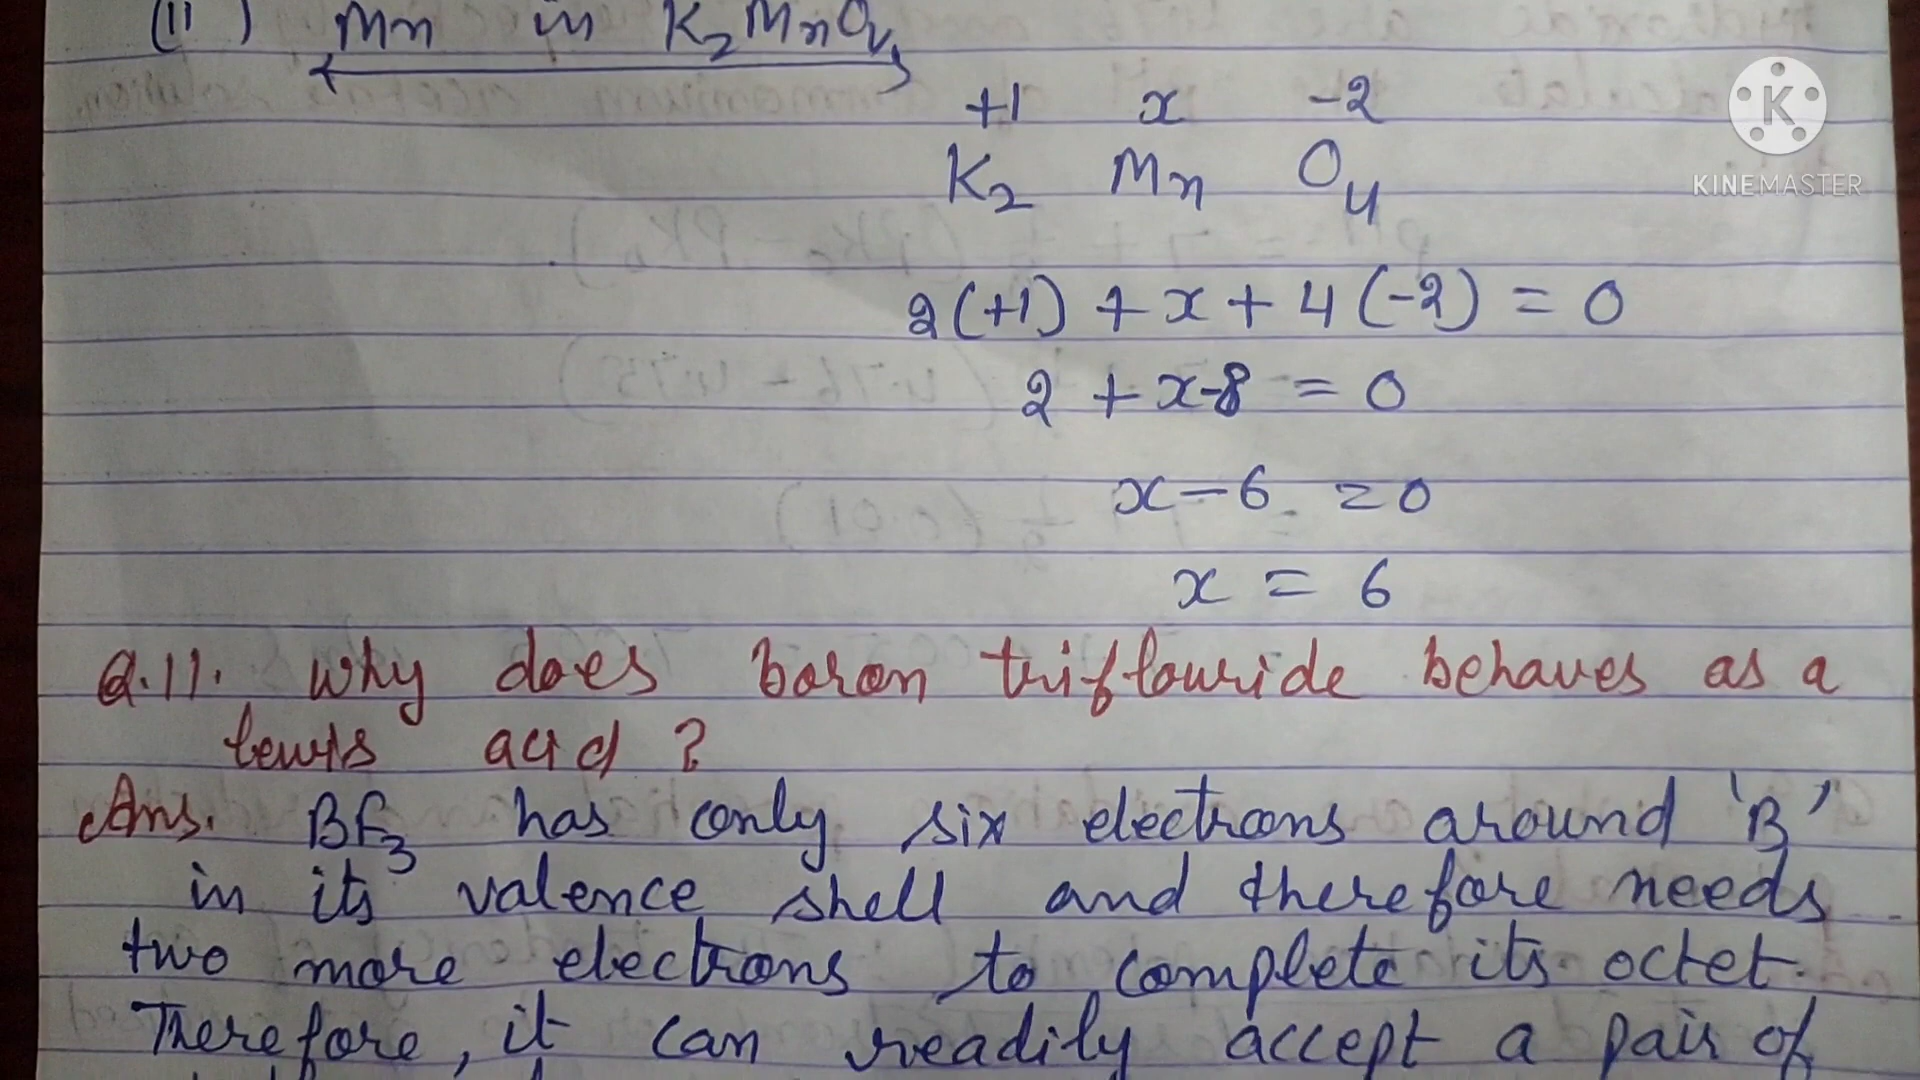 (ii) Mn in K2MnO4
+1 x -2
K2 Mn O4
2(+1) + x + 4(-2) = 0
2 + x-8 = 0
x - 6 = 0
x = 6
Q.11. Why does boron triflouride behaves as a
lewis acid ?
Ans. BF3 has only six electrons around 'B'
in its valence shell and therefore needs
two more electrons to complete its octet.
Therefore, it can readily accept a pair of
K
KINEMASTER